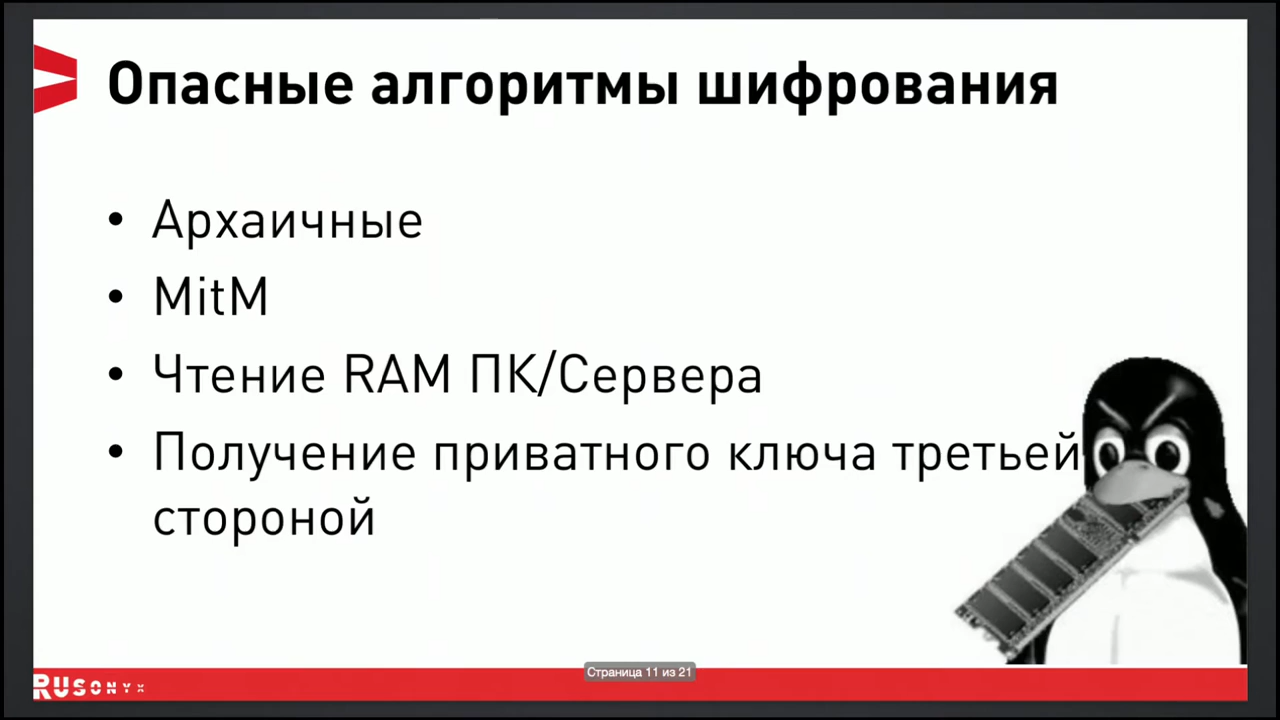 Опасные алгоритмы шифрования
• Архаичные
• MitM
• Чтение RAM ПК/Сервера
• Получение приватного ключа третьей
стороной
Страница 11 из 21
RUSONYX